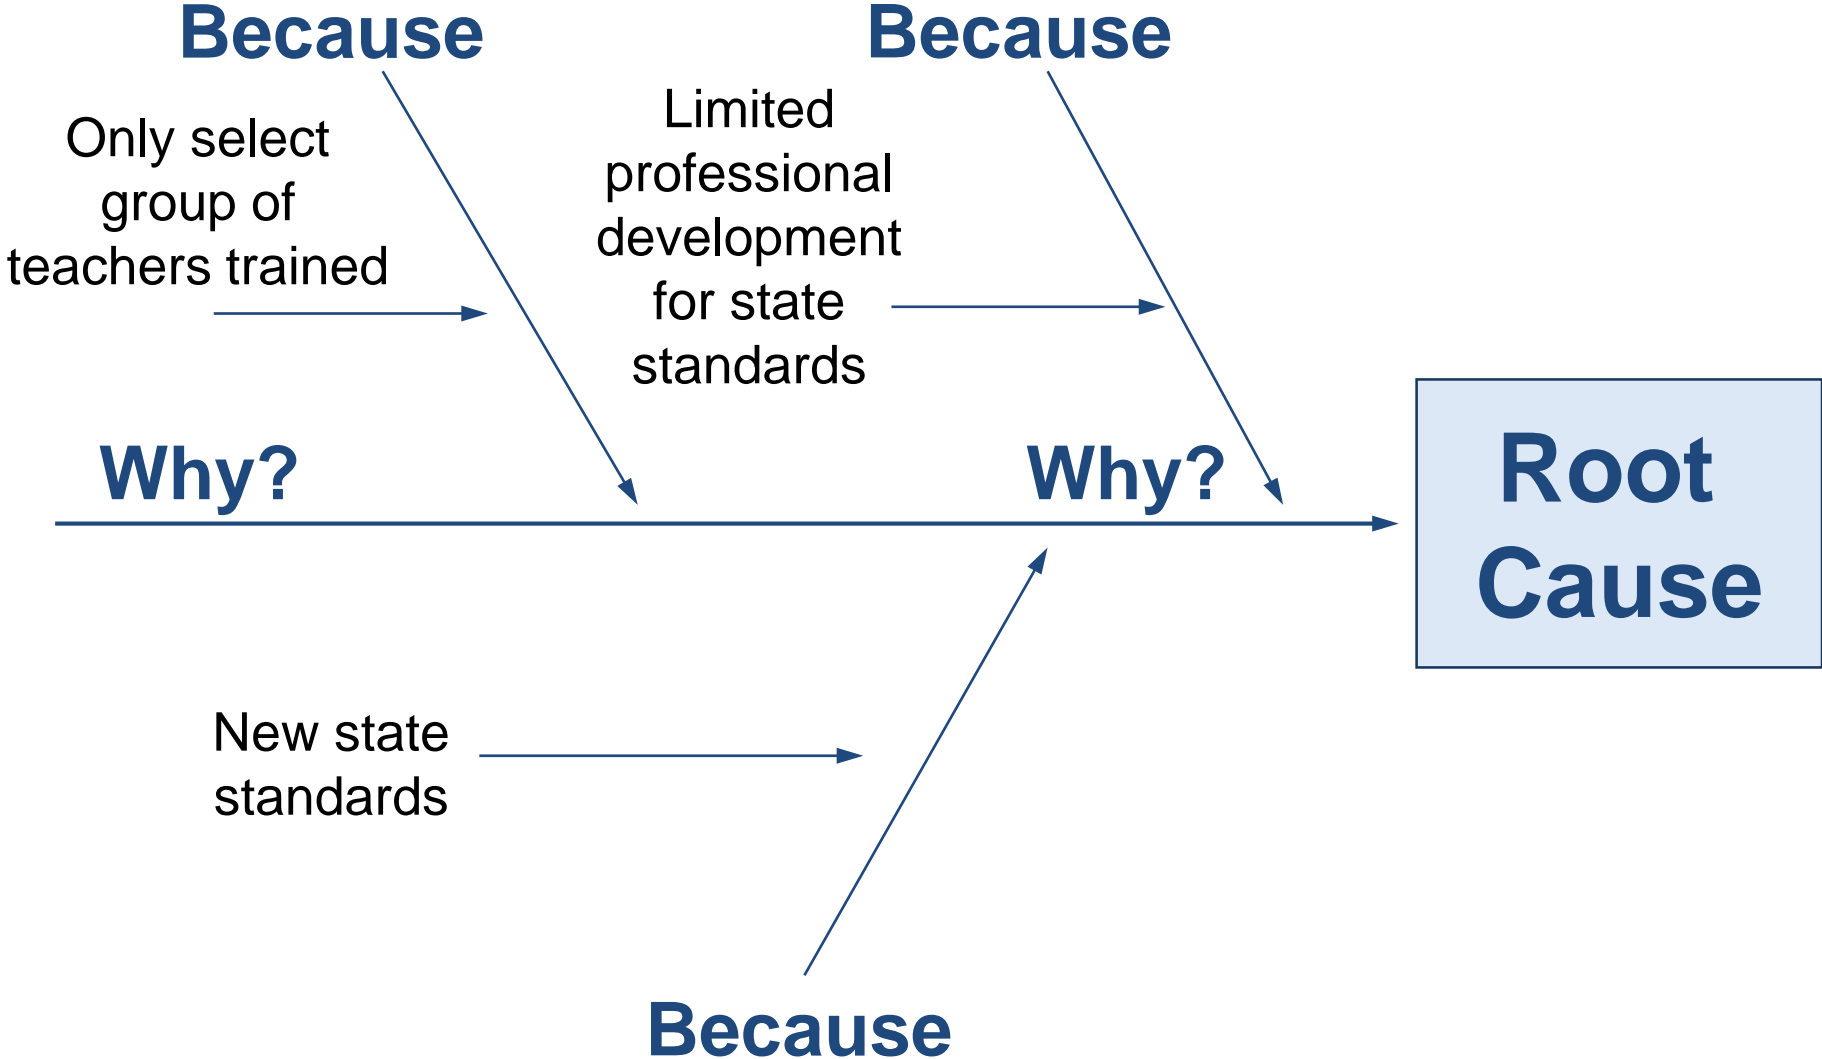 Because
Because
Only select
group of
teachers trained
Limited
professional
development
for state
standards
Why?
Why?
Root
Cause
New state
standards
Because